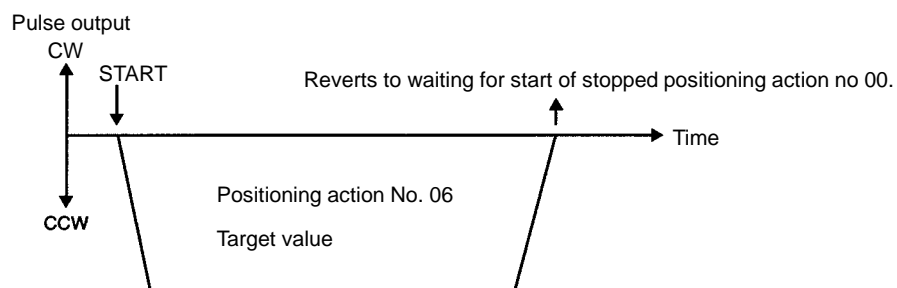 Pulse output
CW
START
Reverts to waiting for start of stopped positioning action no 00.
Time
Positioning action No. 06
CCW
Target value